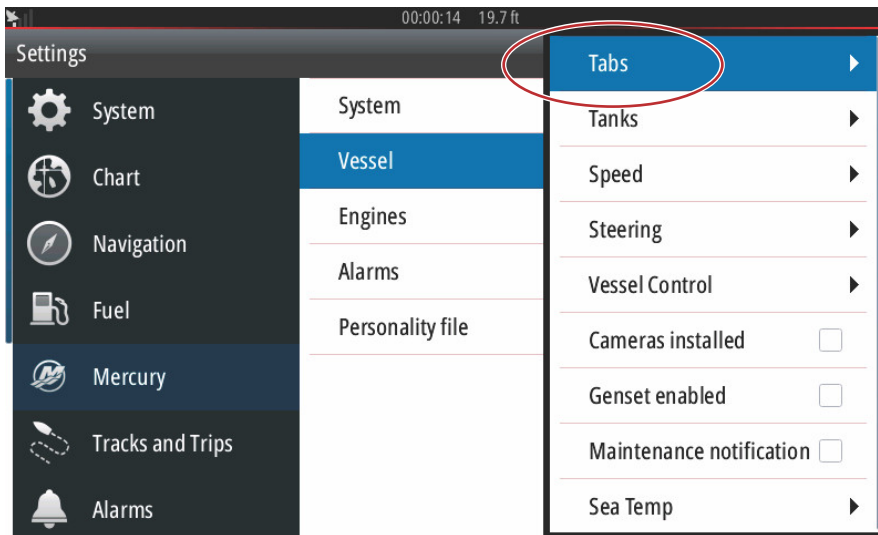 00:00:14 19.7 ft
Settings
System
Chart
Navigation
Fuel
Mercury
Tracks and Trips
Alarms
System
Vessel
Engines
Alarms
Personality file
Tabs
Tanks
Speed
Steering
Vessel Control
Cameras installed
Genset enabled
Maintenance notification
Sea Temp